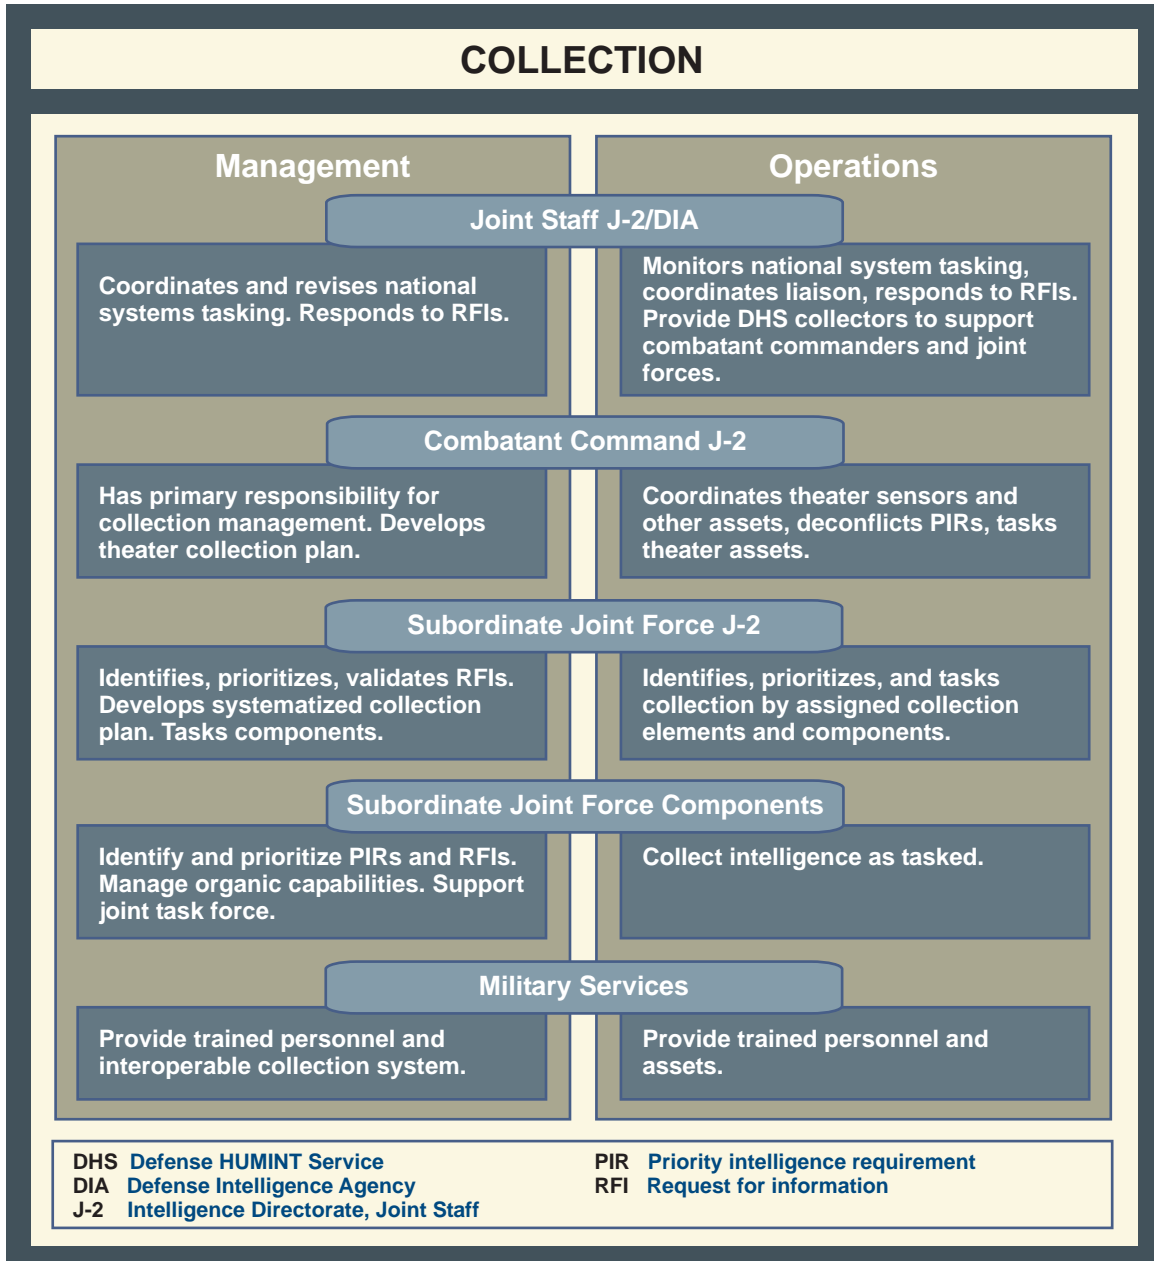 COLLECTION
Management
Operations
Joint Staff J-2/DIA
Coordinates and revises national
systems tasking. Responds to RFIs.
Monitors national system tasking,
coordinates liaison, responds to RFIs.
Provide DHS collectors to support
combatant commanders and joint
forces.
Combatant Command J-2
Has primary responsibility for
collection management. Develops
theater collection plan.
Coordinates theater sensors and
other assets, deconflicts PIRs, tasks
theater assets.
Subordinate Joint Force J-2
Identifies, prioritizes, validates RFIs.
Develops systematized collection
plan. Tasks components.
Identifies, prioritizes, and tasks
collection by assigned collection
elements and components.
Subordinate Joint Force Components
Identify and prioritize PIRs and RFIs.
Manage organic capabilities. Support
joint task force.
Collect intelligence as tasked.
Military Services
Provide trained personnel and
interoperable collection system.
Provide trained personnel and
assets.
DHS Defense HUMINT Service
DIA Defense Intelligence Agency
J-2 Intelligence Directorate, Joint Staff
PIR Priority intelligence requirement
RFI Request for information